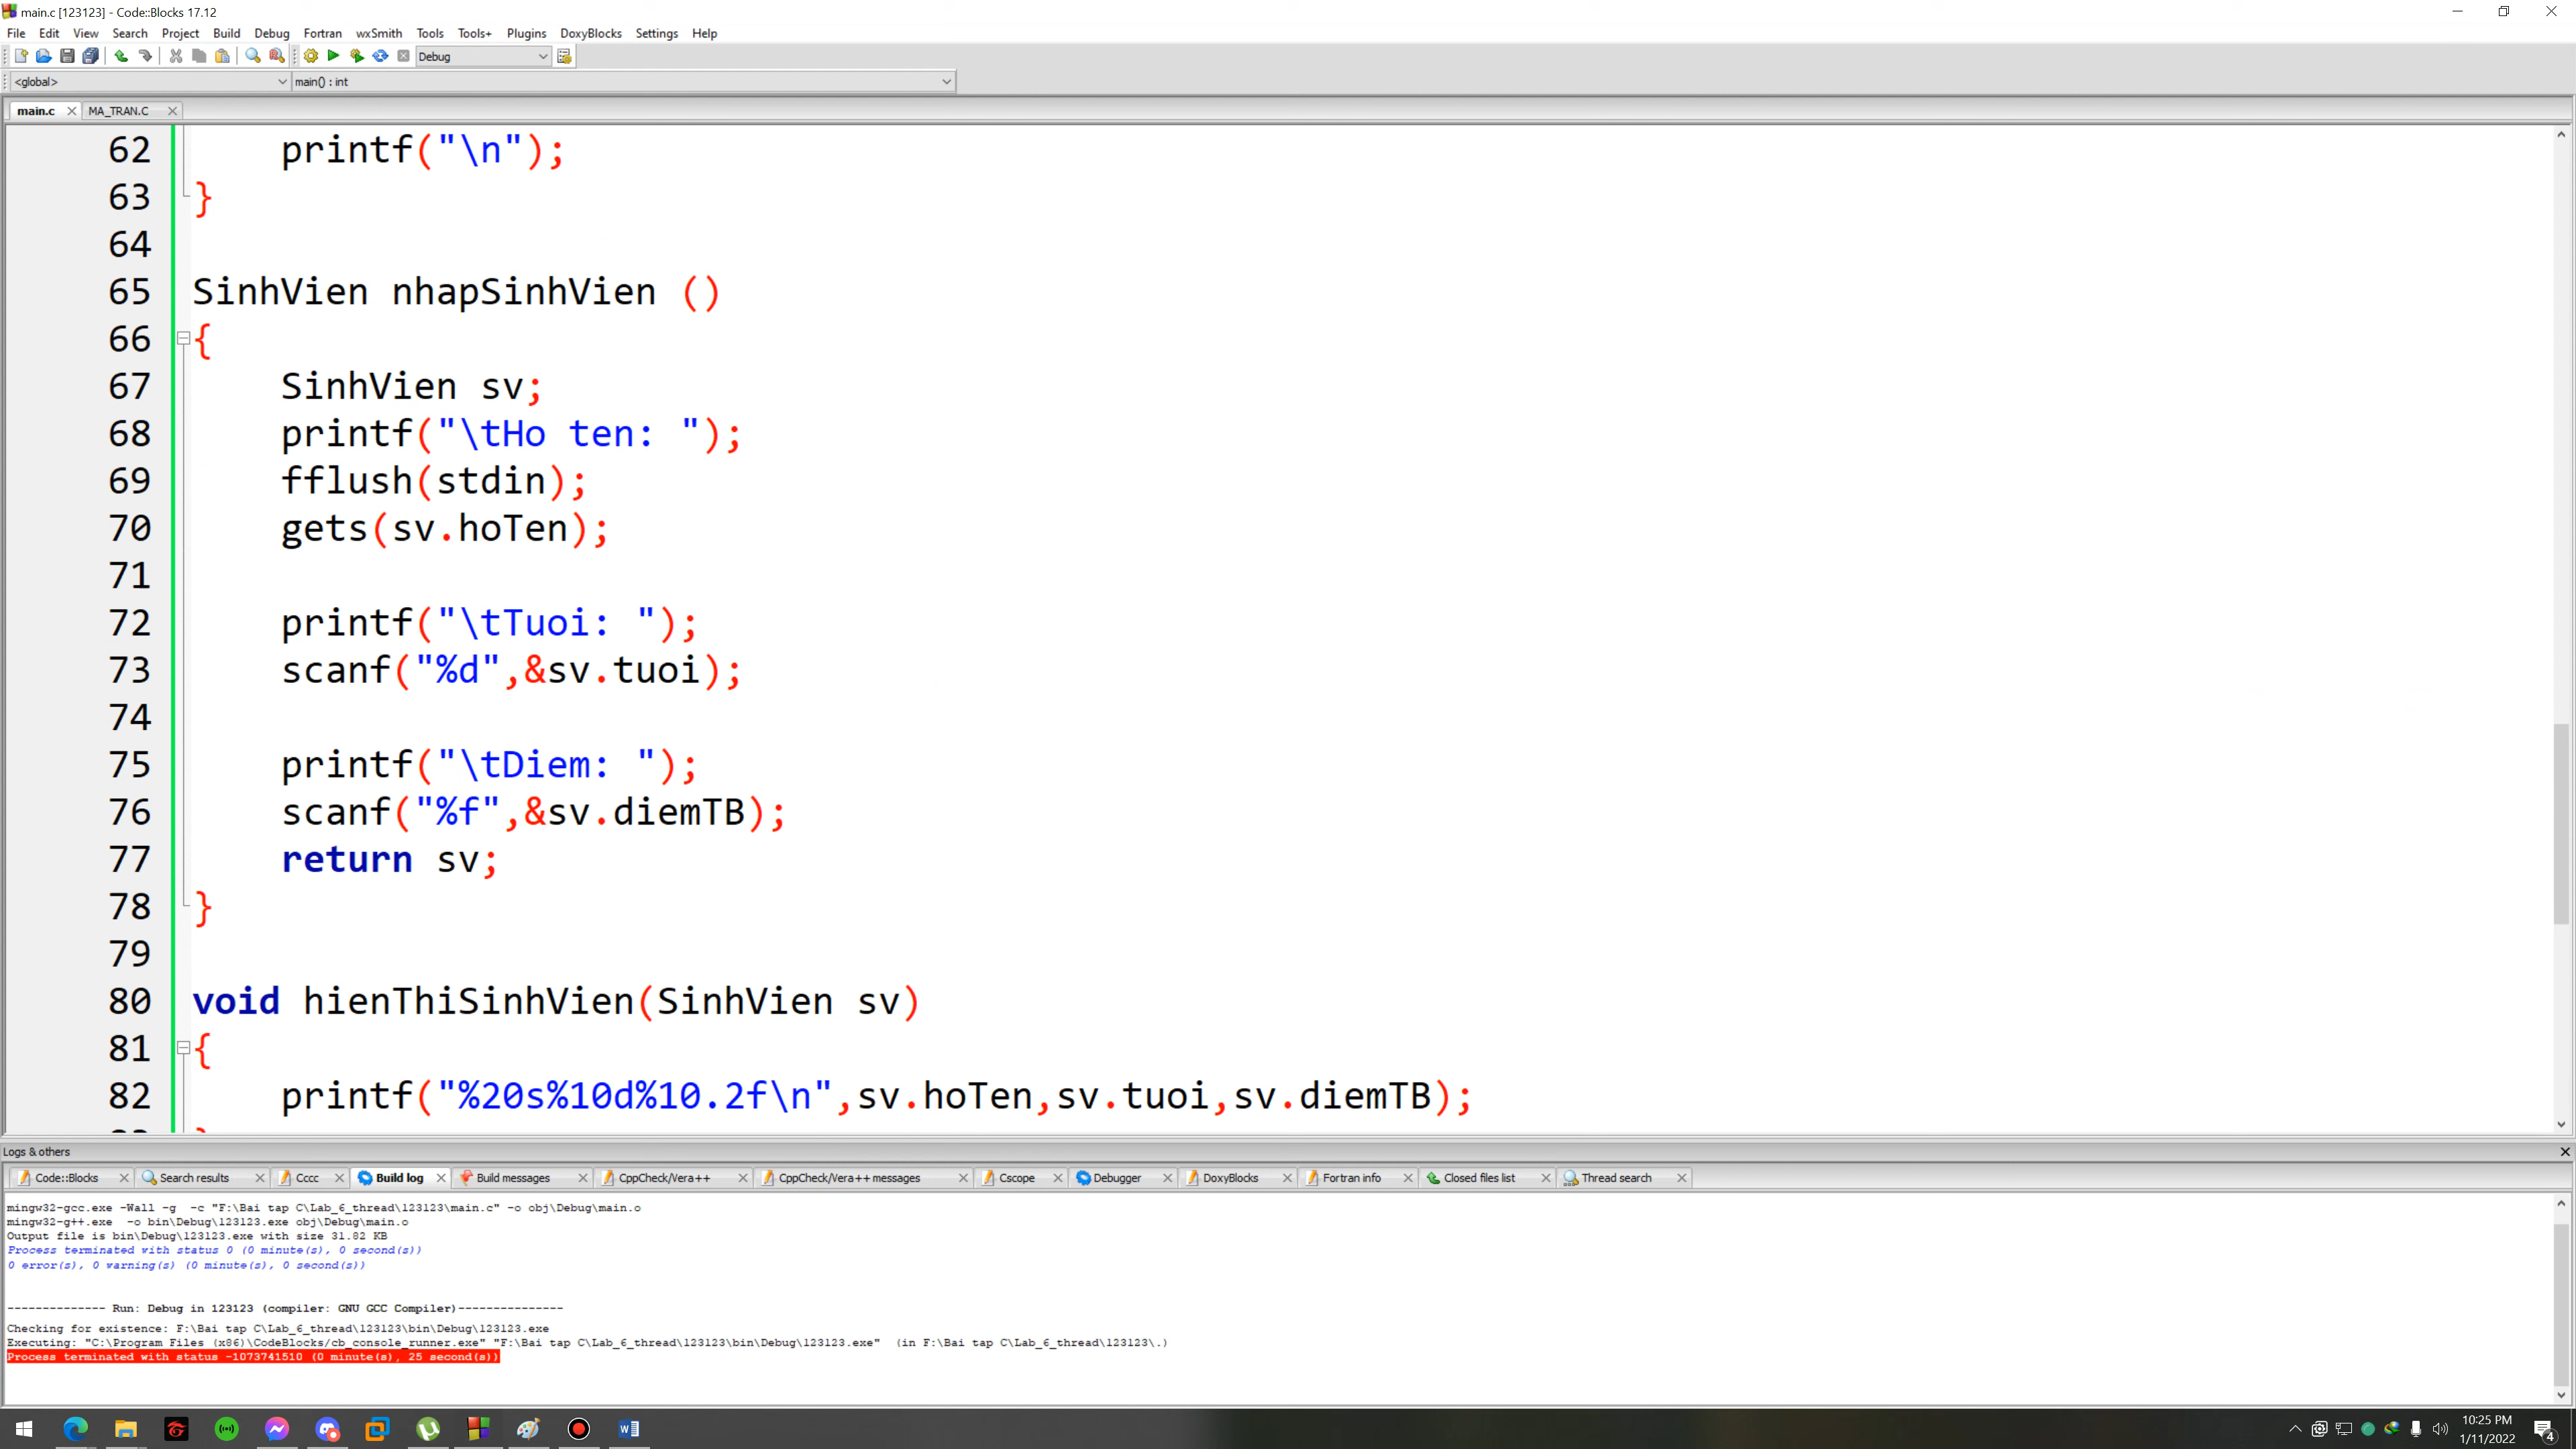 main.c [123123] - Code::Blocks 17.12
File Edit View Search Project Build Debug Fortran wxSmith Tools Tools+ Plugins DoxyBlocks Settings Help
Debug
<global> main() : int
main.c MA_TRAN.C
62 printf("\n");
63 }
64
65 SinhVien nhapSinhVien ()
66 {
67 SinhVien sv;
68 printf("\tHo ten: ");
69 fflush(stdin);
70 gets(sv.hoTen);
71
72 printf("\tTuoi: ");
73 scanf("%d",&sv.tuoi);
74
75 printf("\tDiem: ");
76 scanf("%f",&sv.diemTB);
77 return sv;
78 }
79
80 void hienThiSinhVien(SinhVien sv)
81 {
82 printf("%20s%10d%10.2f\n",sv.hoTen,sv.tuoi,sv.diemTB);
Logs & others
Code::Blocks Search results Cccc Build log Build messages CppCheck/Vera++ CppCheck/Vera++ messages Cscope Debugger DoxyBlocks Fortran info Closed files list Thread search
mingw32-gcc.exe -Wall -g -c "F:\Bai tap C\Lab_6_thread\123123\main.c" -o obj\Debug\main.o
mingw32-g++.exe -o bin\Debug\123123.exe obj\Debug\main.o
Output file is bin\Debug\123123.exe with size 31.82 KB
Process terminated with status 0 (0 minute(s), 0 second(s))
0 error(s), 0 warning(s) (0 minute(s), 0 second(s))
-------------- Run: Debug in 123123 (compiler: GNU GCC Compiler)---------------
Checking for existence: F:\Bai tap C\Lab_6_thread\123123\bin\Debug\123123.exe
Executing: "C:\Program Files (x86)\CodeBlocks/cb_console_runner.exe" "F:\Bai tap C\Lab_6_thread\123123\bin\Debug\123123.exe" (in F:\Bai tap C\Lab_6_thread\123123\.)
Process terminated with status -1073741510 (0 minute(s), 25 second(s))
10:25 PM
1/11/2022
4